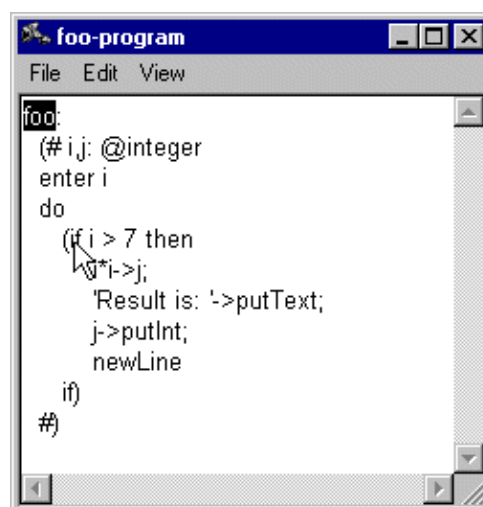 foo-program
File Edit View
foo:
(# i,j: @integer
enter i
do
(if i > 7 then
i*i->j;
'Result is: '->putText;
j->putInt;
newLine
if)
#)